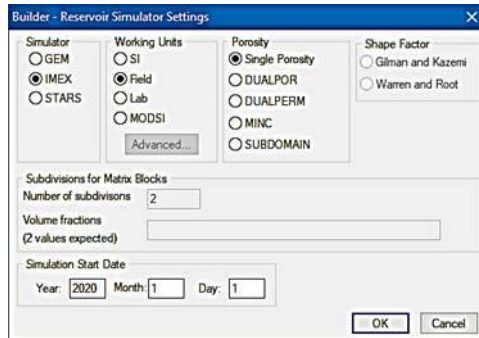 Builder - Reservoir Simulator Settings
Simulator
GEM
IMEX
STARS
Working Units
SI
Field
Lab
MODSI
Advanced...
Porosity
Single Porosity
DUALPOR
DUALPERM
MINC
SUBDOMAIN
Shape Factor
Gilman and Kazemi
Warren and Root
Subdivisions for Matrix Blocks
Number of subdivisons 2
Volume fractions
(2 values expected)
Simulation Start Date
Year: 2020 Month: 1 Day: 1
OK Cancel